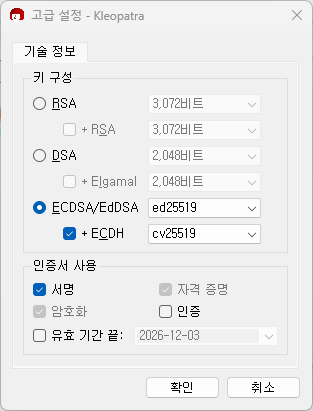 고급 설정 - Kleopatra
기술 정보
키 구성
RSA 3,072비트
+ RSA 3,072비트
DSA 2,048비트
+ Elgamal 2,048비트
ECDSA/EdDSA ed25519
+ ECDH cv25519
인증서 사용
서명 자격 증명
암호화 인증
유효 기간 끝: 2026-12-03
확인 취소